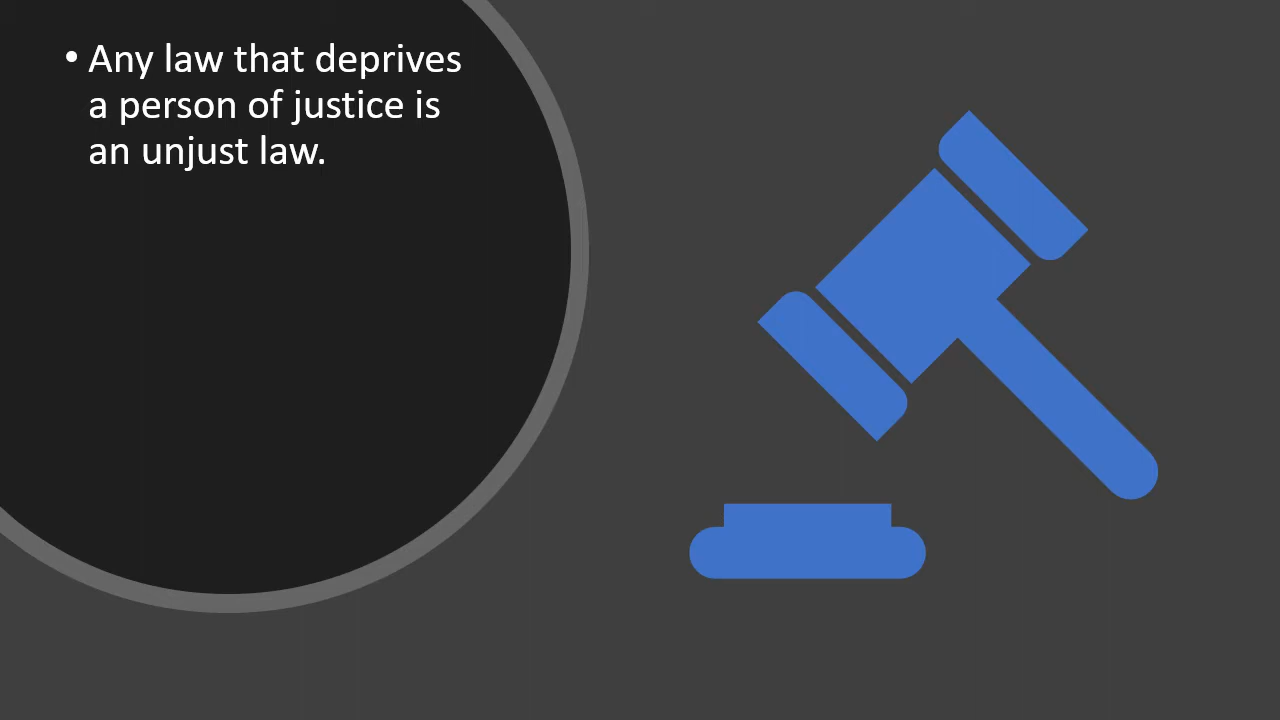 • Any law that deprives
a person of justice is
an unjust law.